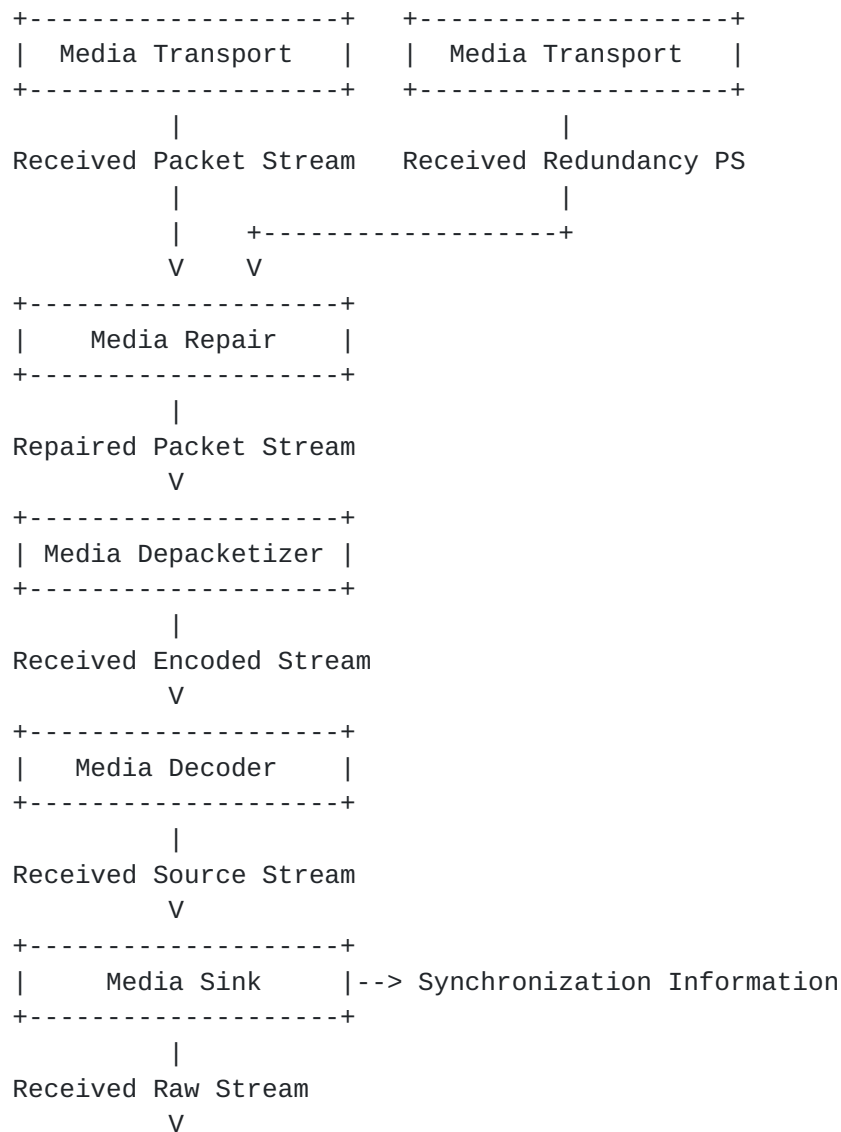 +--------------------+   +--------------------+
|  Media Transport   |   |  Media Transport   |
+--------------------+   +--------------------+
          |                        |
Received Packet Stream   Received Redundancy PS
          |                        |
          |    +-------------------+
          V    V
+--------------------+
|    Media Repair    |
+--------------------+
          |
Repaired Packet Stream
          V
+--------------------+
| Media Depacketizer |
+--------------------+
          |
Received Encoded Stream
          V
+--------------------+
|   Media Decoder    |
+--------------------+
          |
Received Source Stream
          V
+--------------------+
|     Media Sink     |--> Synchronization Information
+--------------------+
          |
Received Raw Stream
          V